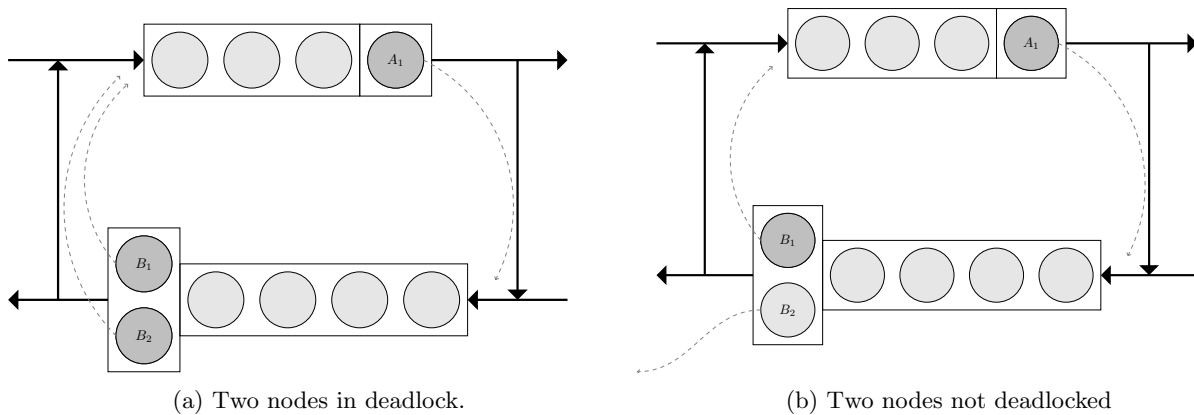 A1
A1
B1
B2
B1
B2
(a) Two nodes in deadlock.
(b) Two nodes not deadlocked